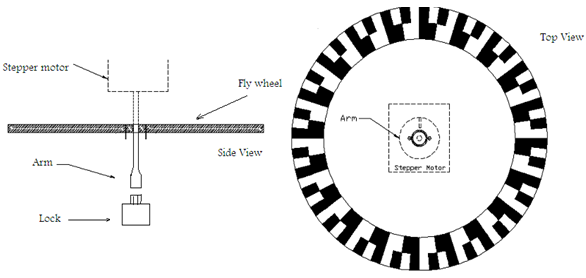 Stepper motor
Fly wheel
Side View
Arm
Lock
Top View
Arm
Stepper Motor